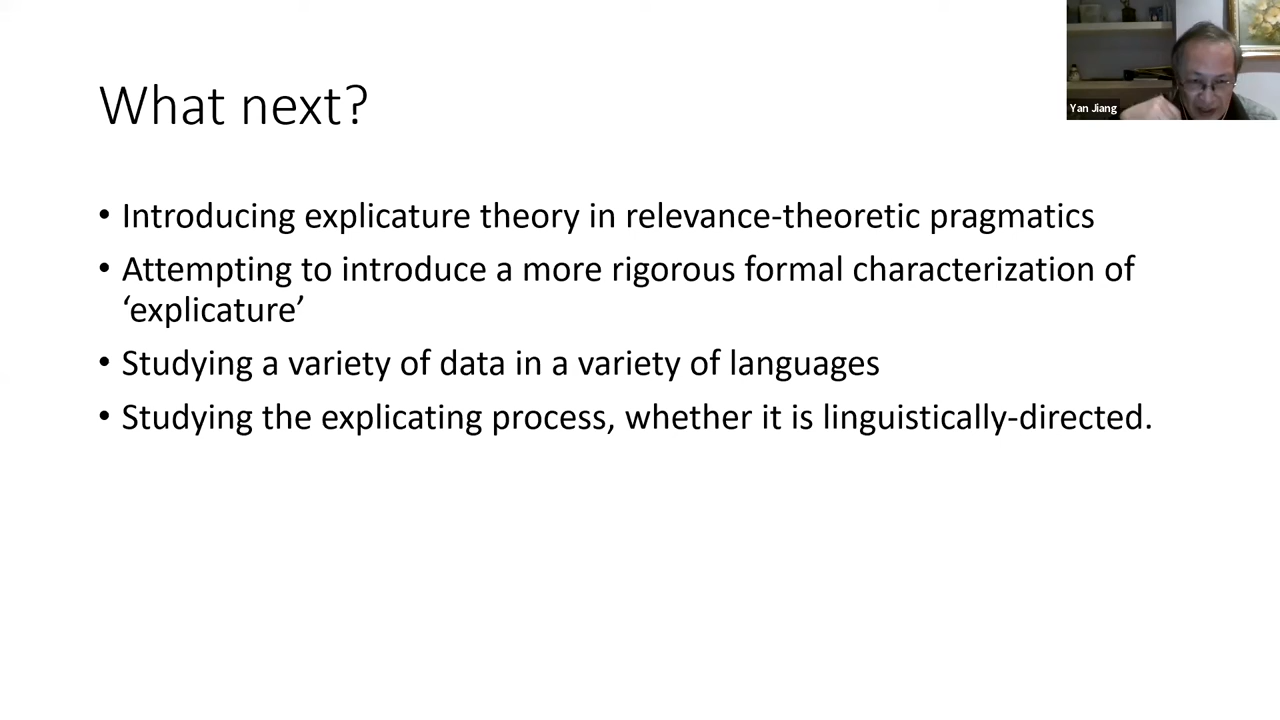 What next?
Yan Jiang
• Introducing explicature theory in relevance-theoretic pragmatics
• Attempting to introduce a more rigorous formal characterization of
‘explicature’
• Studying a variety of data in a variety of languages
• Studying the explicating process, whether it is linguistically-directed.